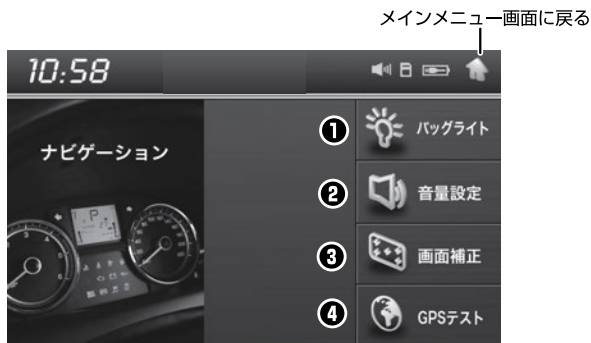 メインメニュー画面に戻る
10:58
ナビゲーション
❶ バッグライト
❷ 音量設定
❸ 画面補正
❹ GPSテスト